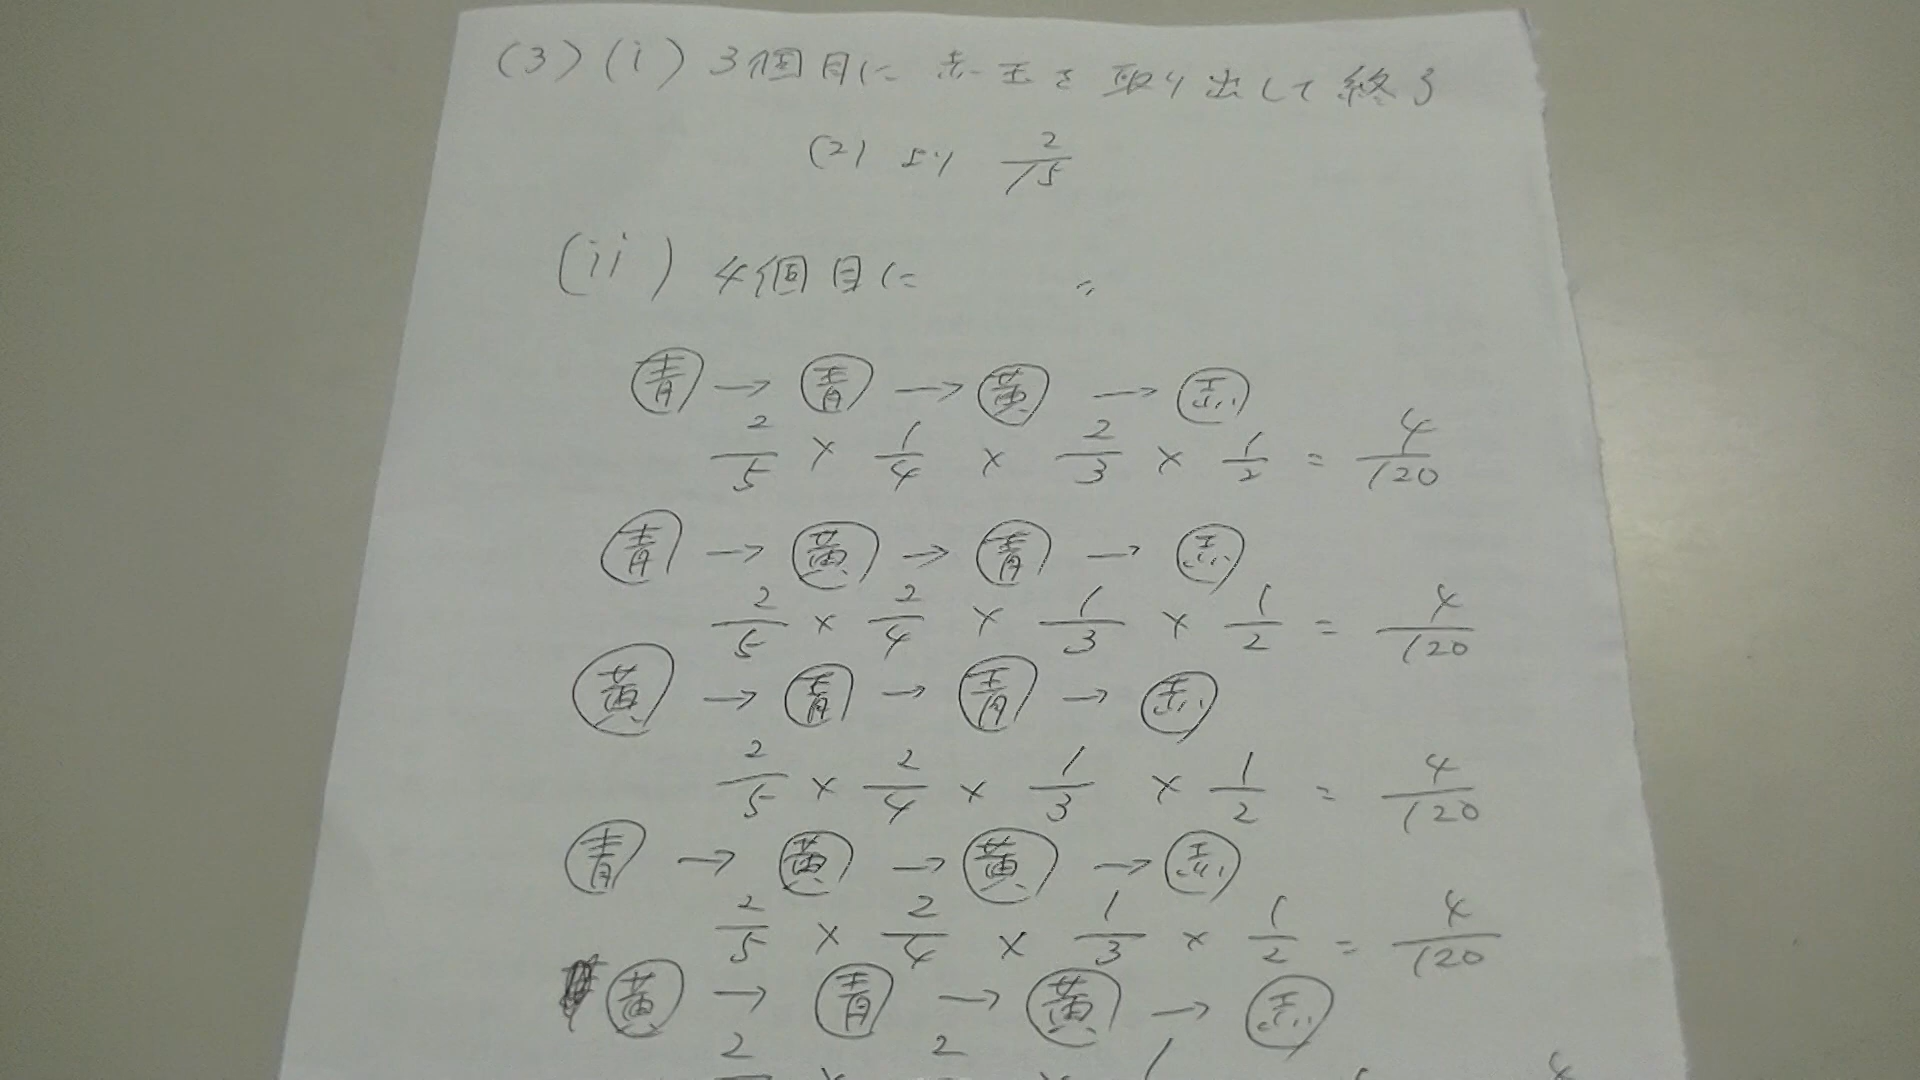 (3)(i) 3個目に 赤玉を 取り出して終了
(2) より 2/15
(ii) 4個目に 〃
青 → 青 → 黄 → 赤
2/5 × 1/4 × 2/3 × 1/2 = 4/120
青 → 黄 → 青 → 赤
2/5 × 2/4 × 1/3 × 1/2 = 4/120
黄 → 青 → 青 → 赤
2/5 × 2/4 × 1/3 × 1/2 = 4/120
青 → 黄 → 黄 → 赤
2/5 × 2/4 × 1/3 × 1/2 = 4/120
黄 → 青 → 黄 → 赤
2 × 2 × 1 ×